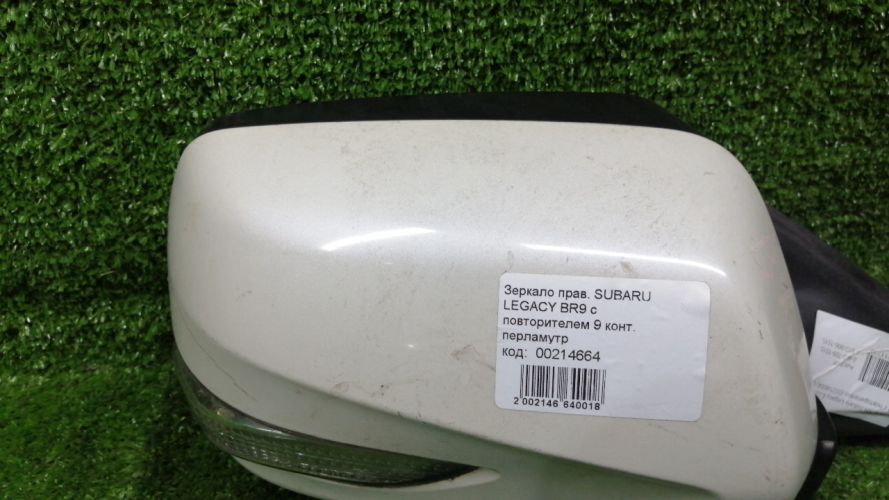 Зеркало прав. SUBARU
LEGACY BR9 с
повторителем 9 конт.
перламутр
код: 00214664
2 002146 640018